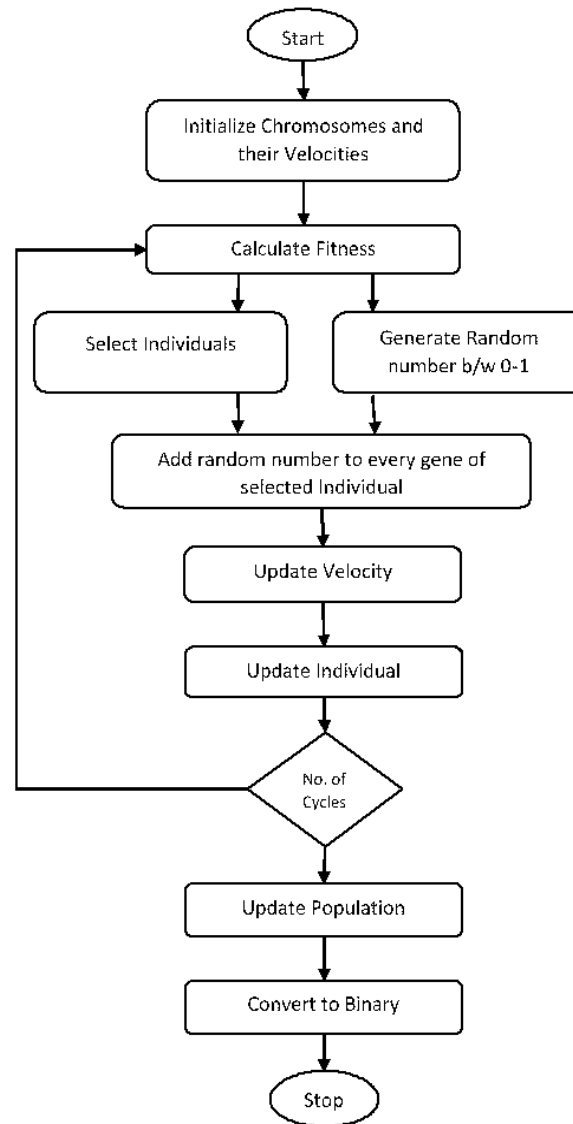 Start
Initialize Chromosomes and
their Velocities
Calculate Fitness
Select Individuals
Generate Random
number b/w 0-1
Add random number to every gene of
selected Individual
Update Velocity
Update Individual
No. of
Cycles
Update Population
Convert to Binary
Stop